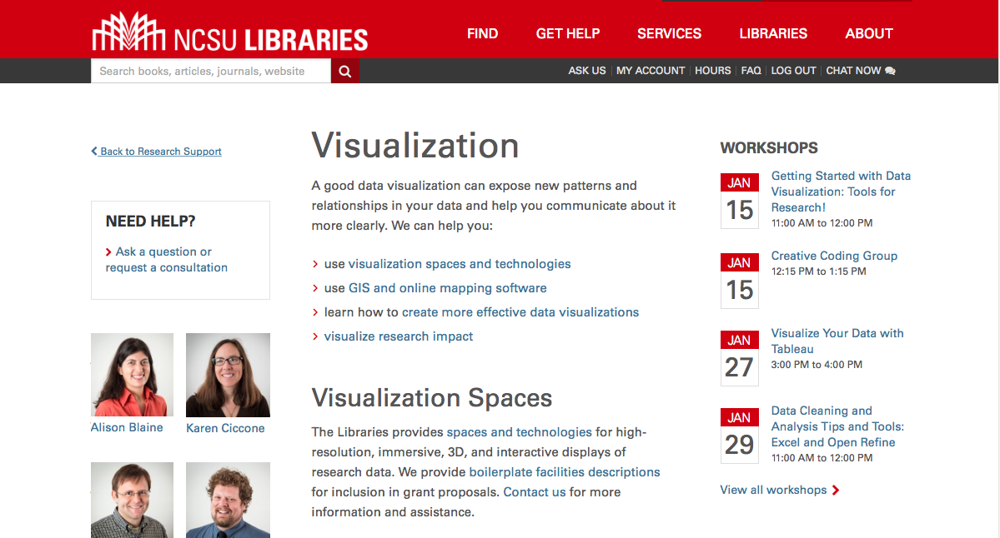 NCSU LIBRARIES
FIND GET HELP SERVICES LIBRARIES ABOUT
Search books, articles, journals, website
ASK US MY ACCOUNT HOURS FAQ LOG OUT CHAT NOW
Back to Research Support
NEED HELP?
Ask a question or
request a consultation
Alison Blaine
Karen Ciccone
Visualization
A good data visualization can expose new patterns and
relationships in your data and help you communicate about it
more clearly. We can help you:
use visualization spaces and technologies
use GIS and online mapping software
learn how to create more effective data visualizations
visualize research impact
Visualization Spaces
The Libraries provides spaces and technologies for high-
resolution, immersive, 3D, and interactive displays of
research data. We provide boilerplate facilities descriptions
for inclusion in grant proposals. Contact us for more
information and assistance.
WORKSHOPS
JAN
15
Getting Started with Data
Visualization: Tools for
Research!
11:00 AM to 12:00 PM
JAN
15
Creative Coding Group
12:15 PM to 1:15 PM
JAN
27
Visualize Your Data with
Tableau
3:00 PM to 4:00 PM
JAN
29
Data Cleaning and
Analysis Tips and Tools:
Excel and Open Refine
11:00 AM to 12:00 PM
View all workshops